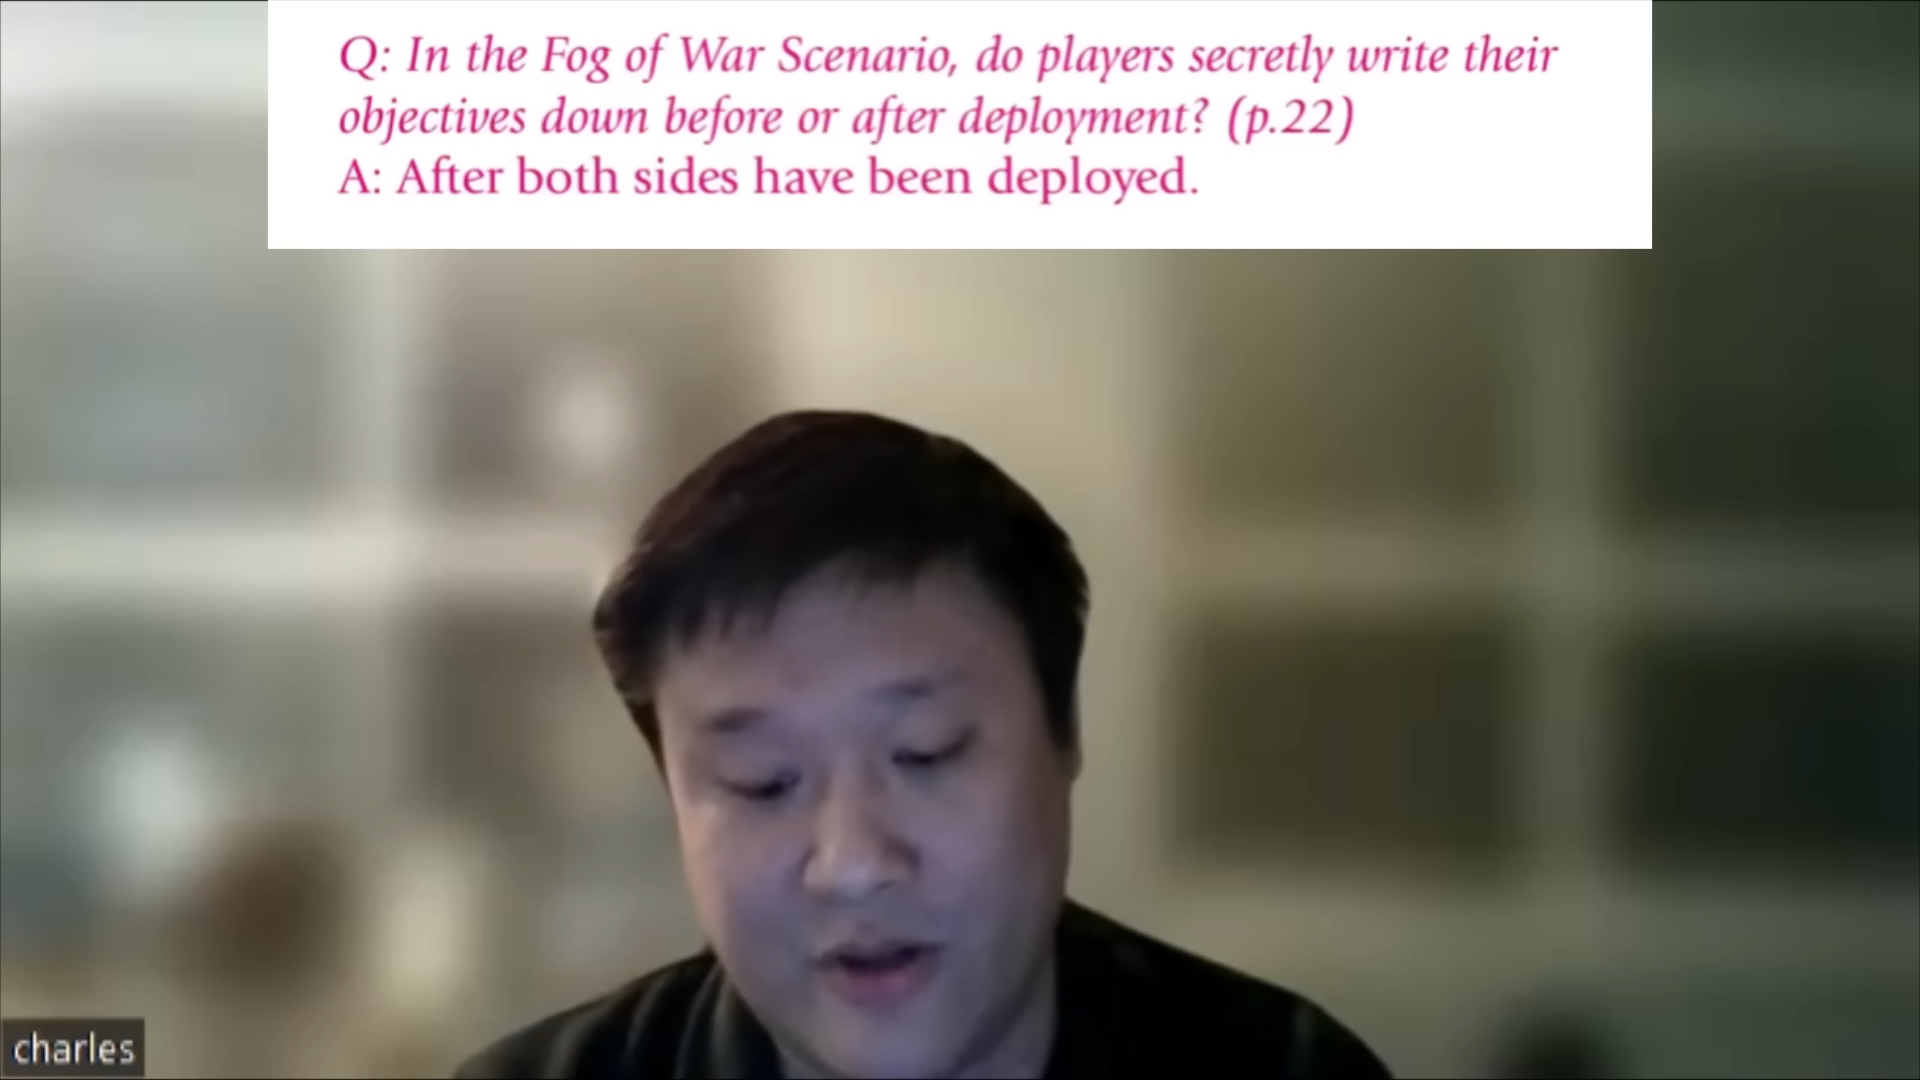 Q: In the Fog of War Scenario, do players secretly write their
objectives down before or after deployment? (p.22)
A: After both sides have been deployed.
charles